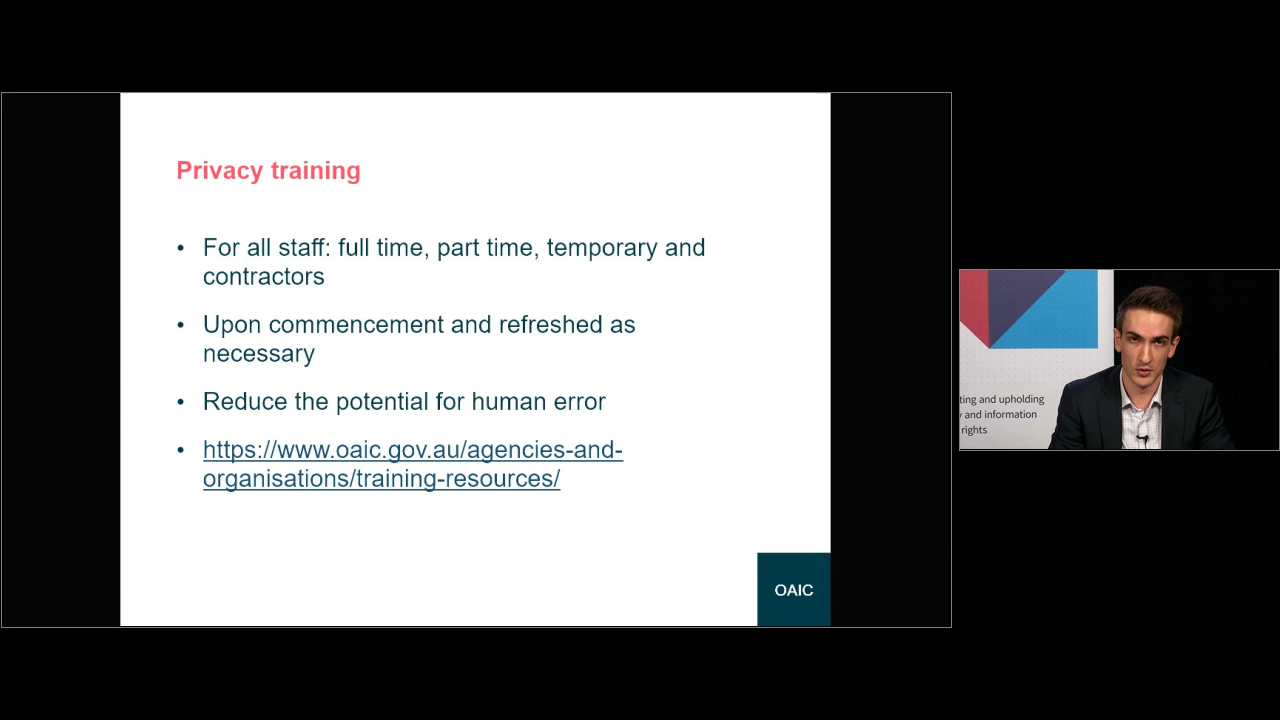 Privacy training
• For all staff: full time, part time, temporary and
contractors
• Upon commencement and refreshed as
necessary
• Reduce the potential for human error
• https://www.oaic.gov.au/agencies-and-
organisations/training-resources/
OAIC
ting and upholding
and information
rights